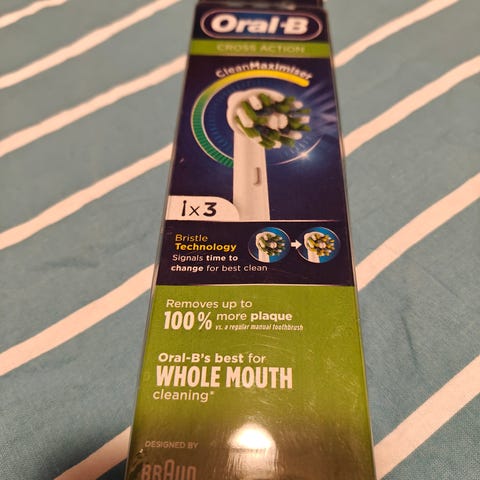 Oral-B
CROSS ACTION
CleanMaximiser
x3
Bristle
Technology
Signals time to
change for best clean
Removes up to
100% more plaque
vs. a regular manual toothbrush
Oral-B's best for
WHOLE MOUTH
cleaning*
DESIGNED BY
BRAUN